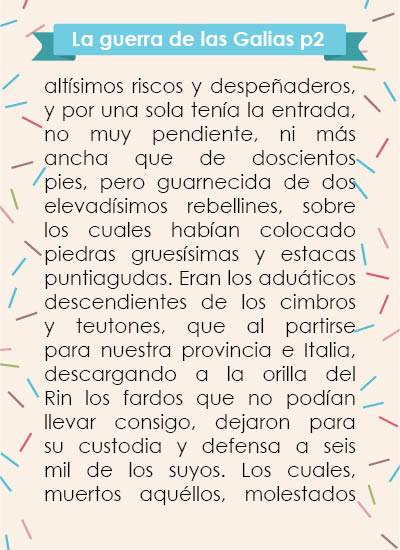 La guerra de las Galias p2
altísimos riscos y despeñaderos,
y por una sola tenía la entrada,
no muy pendiente, ni más
ancha que de doscientos
pies, pero guarnecida de dos
elevadísimos rebellines, sobre
los cuales habían colocado
piedras gruesísimas y estacas
puntiagudas. Eran los aduáticos
descendientes de los cimbros
y teutones, que al partirse
para nuestra provincia e Italia,
descargando a la orilla del
Rin los fardos que no podían
llevar consigo, dejaron para
su custodia y defensa a seis
mil de los suyos. Los cuales,
muertos aquéllos, molestados